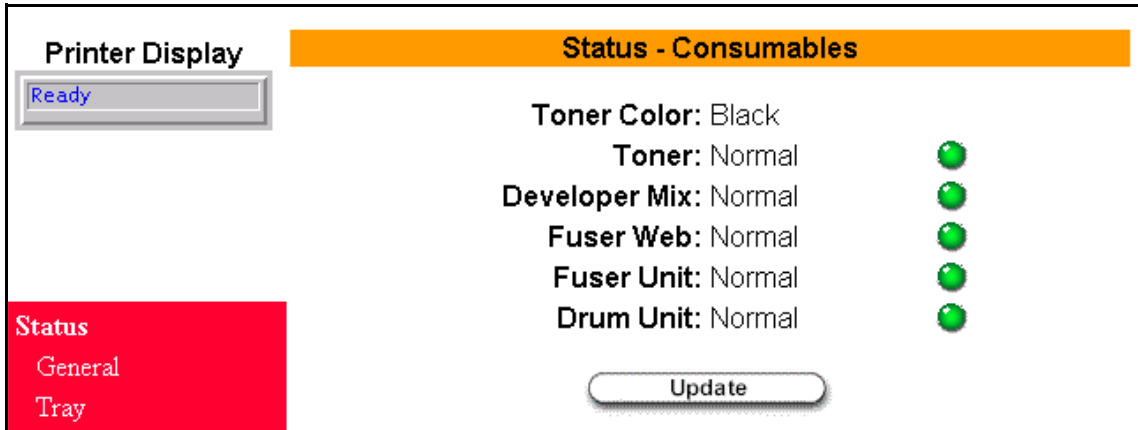 Printer Display
Ready
Status
General
Tray
Status - Consumables
Toner Color: Black
Toner: Normal
Developer Mix: Normal
Fuser Web: Normal
Fuser Unit: Normal
Drum Unit: Normal
Update